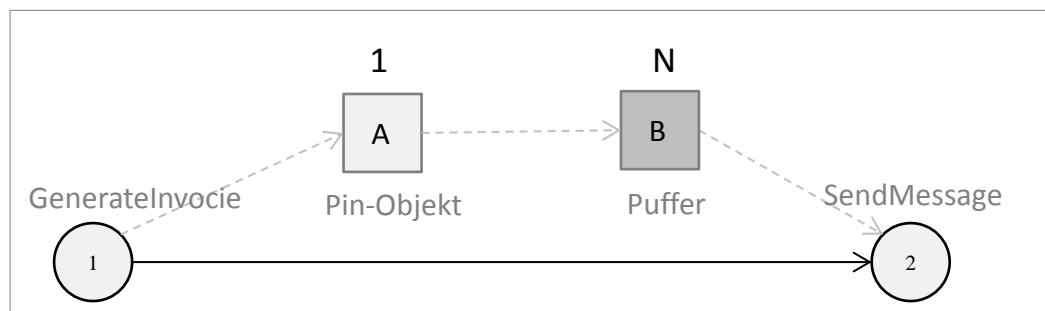 1 N
A B
GenerateInvocie Pin-Objekt Puffer SendMessage
1 2